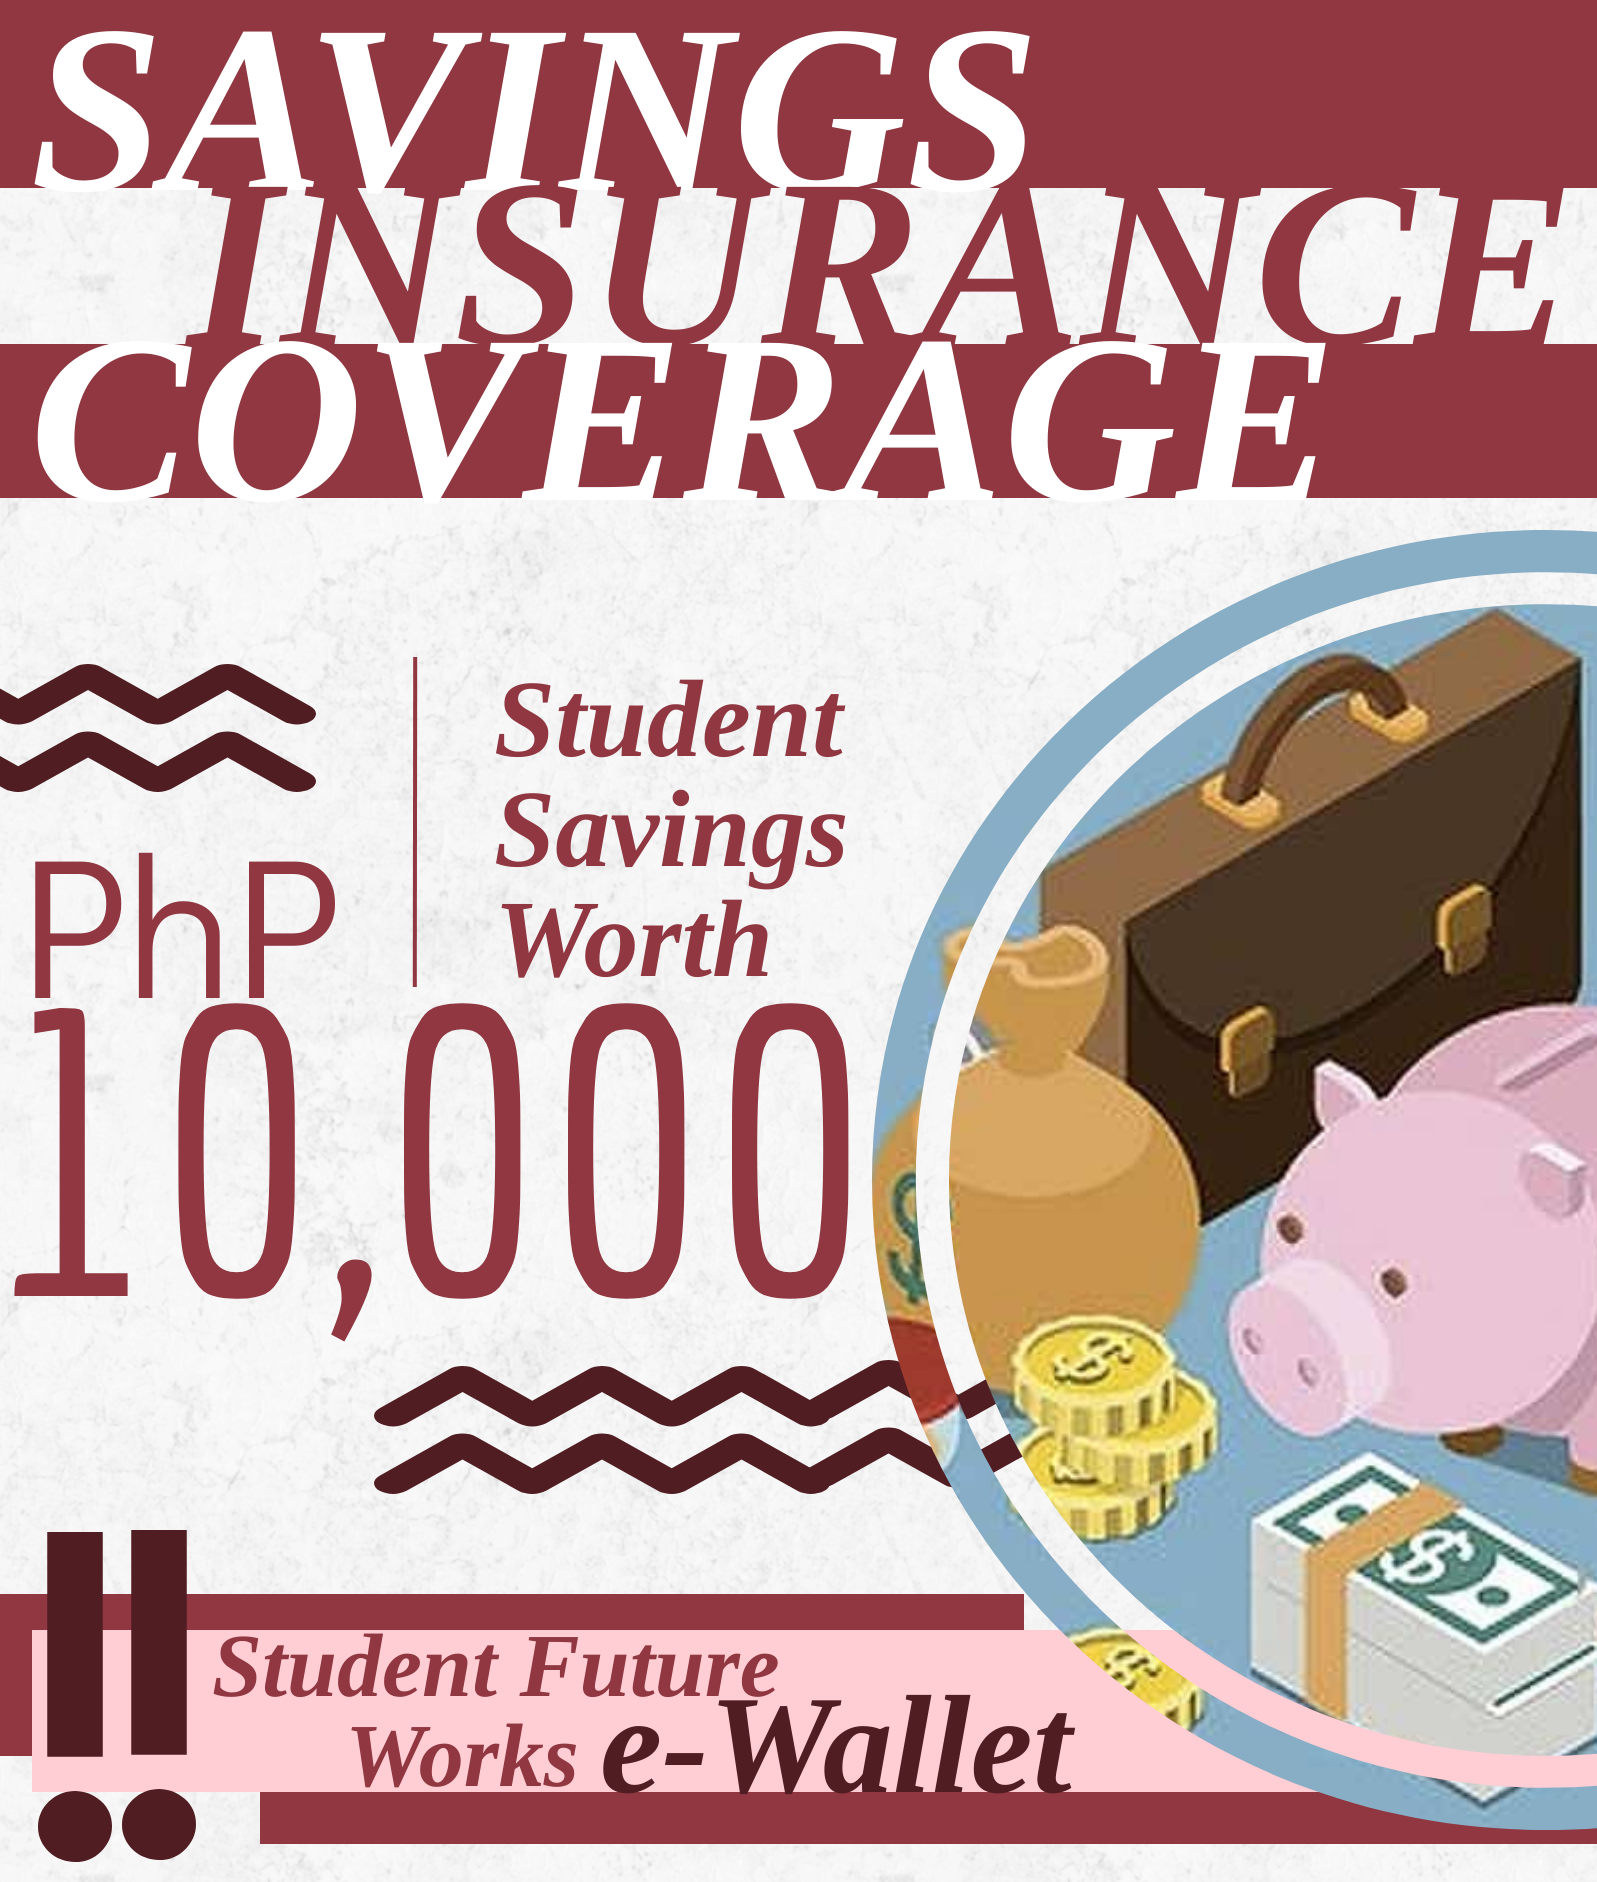 SAVINGS
INSURANCE
COVERAGE
Student
Savings
Worth
PhP
10,000
!!
Student Future
Works e-Wallet
$
$
$
$